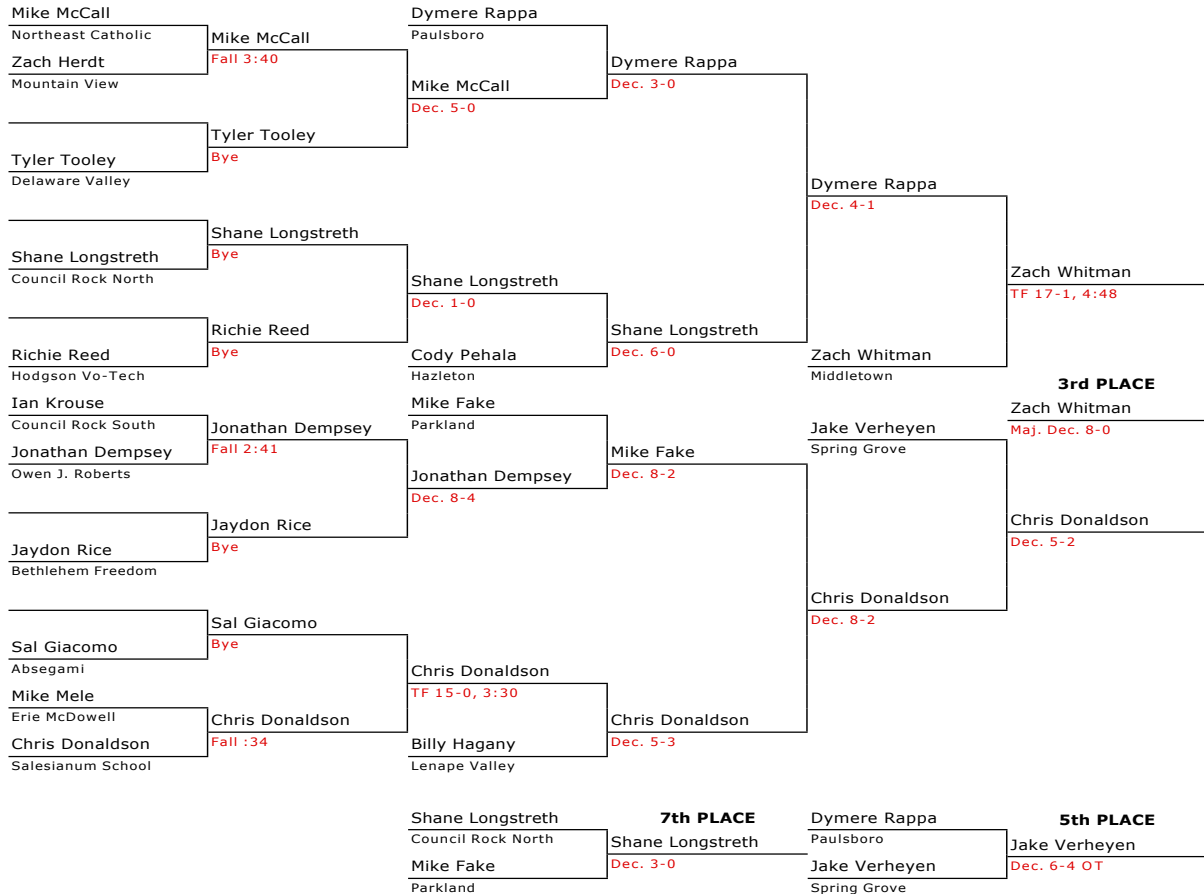 Mike McCall
Northeast Catholic
Zach Herdt
Mountain View
Tyler Tooley
Delaware Valley
Shane Longstreth
Council Rock North
Richie Reed
Hodgson Vo-Tech
Ian Krouse
Council Rock South
Jonathan Dempsey
Owen J. Roberts
Jaydon Rice
Bethlehem Freedom
Sal Giacomo
Absegami
Mike Mele
Erie McDowell
Chris Donaldson
Salesianum School
Mike McCall
Fall 3:40
Tyler Tooley
Bye
Shane Longstreth
Bye
Richie Reed
Bye
Jonathan Dempsey
Fall 2:41
Jaydon Rice
Bye
Sal Giacomo
Bye
Chris Donaldson
Fall :34
Dymere Rappa
Paulsboro
Mike McCall
Dec. 5-0
Shane Longstreth
Dec. 1-0
Cody Pehala
Hazleton
Mike Fake
Parkland
Jonathan Dempsey
Dec. 8-4
Chris Donaldson
TF 15-0, 3:30
Billy Hagany
Lenape Valley
Dymere Rappa
Dec. 3-0
Shane Longstreth
Dec. 6-0
Mike Fake
Dec. 8-2
Chris Donaldson
Dec. 5-3
Dymere Rappa
Dec. 4-1
Zach Whitman
Middletown
Jake Verheyen
Spring Grove
Chris Donaldson
Dec. 8-2
Zach Whitman
TF 17-1, 4:48
3rd PLACE
Zach Whitman
Maj. Dec. 8-0
Chris Donaldson
Dec. 5-2
Shane Longstreth
Council Rock North
Mike Fake
Parkland
7th PLACE
Shane Longstreth
Dec. 3-0
Dymere Rappa
Paulsboro
Jake Verheyen
Spring Grove
5th PLACE
Jake Verheyen
Dec. 6-4 OT